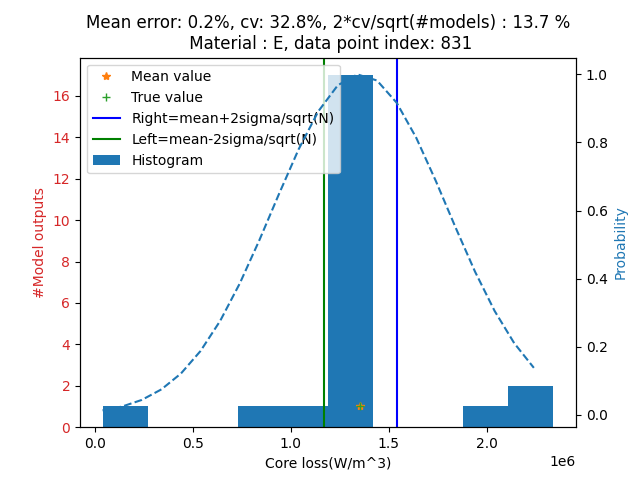 Mean error: 0.2%, cv: 32.8%, 2*cv/sqrt(#models) : 13.7 %
Material : E, data point index: 831
Mean value
True value
Right=mean+2sigma/sqrt(N)
Left=mean-2sigma/sqrt(N)
Histogram
#Model outputs
16
14
12
10
8
6
4
2
0
1.0
0.8
0.6
0.4
0.2
0.0
Probability
0.0 0.5 1.0 1.5 2.0
1e6
Core loss(W/m^3)